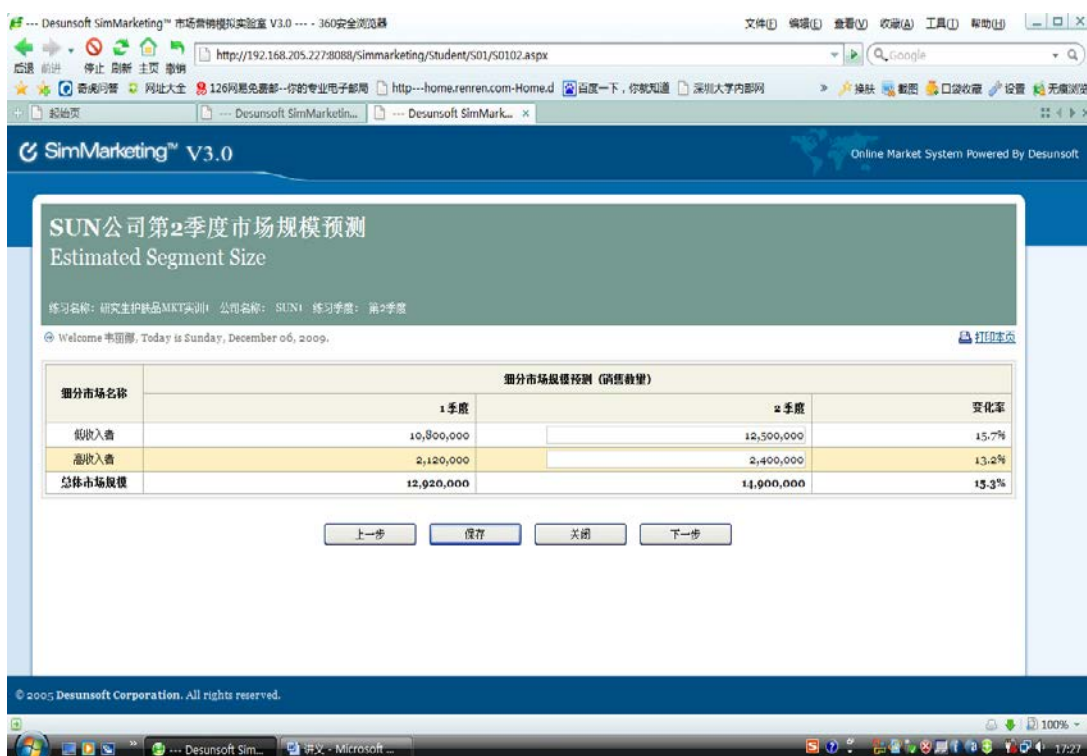 --- Desunsoft SimMarketing™ 市场营销模拟实验室 V3.0 --- - 360安全浏览器
文件(F) 编辑(E) 查看(V) 收藏(A) 工具(T) 帮助(H)
后退 前进 停止 刷新 主页 撤销
http://192.168.205.227:8088/Simmarketing/Student/S01/S0102.aspx
Google
奇虎问答 网址大全 126网易免费邮--你的专业电子邮局 http---home.renren.com-Home.d 百度一下，你就知道 深圳大学内部网 » 换肤 截图 口袋收藏 设置 无痕浏览
起始页 --- Desunsoft SimMarketin... --- Desunsoft SimMark... ×
SimMarketing™ V3.0
Online Market System Powered By Desunsoft
SUN公司第2季度市场规模预测
Estimated Segment Size
练习名称：研究生护肤品MKT实训1 公司名称： SUN1 练习季度： 第2季度
Welcome 韦丽娜, Today is Sunday, December 06, 2009.
打印本页
细分市场名称 细分市场规模预测（销售数量）
1季度 2季度 变化率
低收入者 10,800,000 12,500,000 15.7%
高收入者 2,120,000 2,400,000 13.2%
总体市场规模 12,920,000 14,900,000 15.3%
上一步 保存 关闭 下一步
© 2005 Desunsoft Corporation. All rights reserved.
100%
--- Desunsoft Sim... 讲义 - Microsoft ...